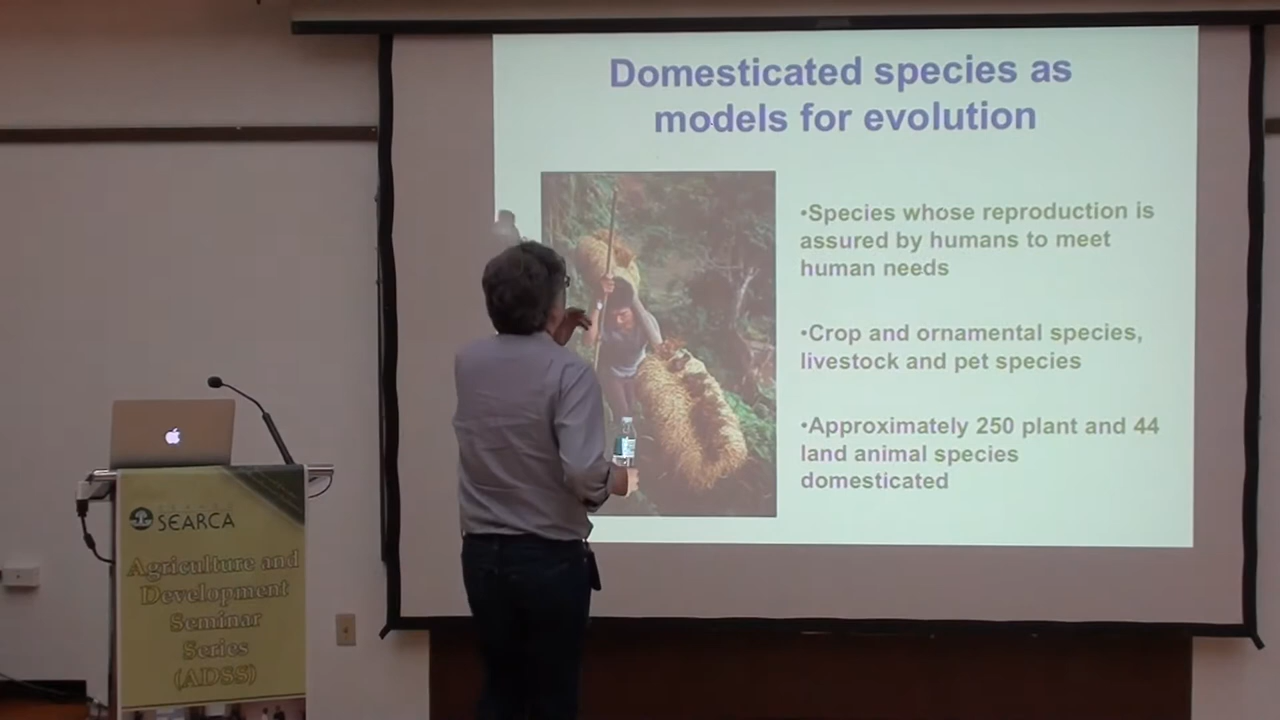 Domesticated species as
models for evolution
•Species whose reproduction is
assured by humans to meet
human needs
•Crop and ornamental species,
livestock and pet species
•Approximately 250 plant and 44
land animal species
domesticated
SEARCA
Agriculture and
Development
Seminar
Series
(ADSS)